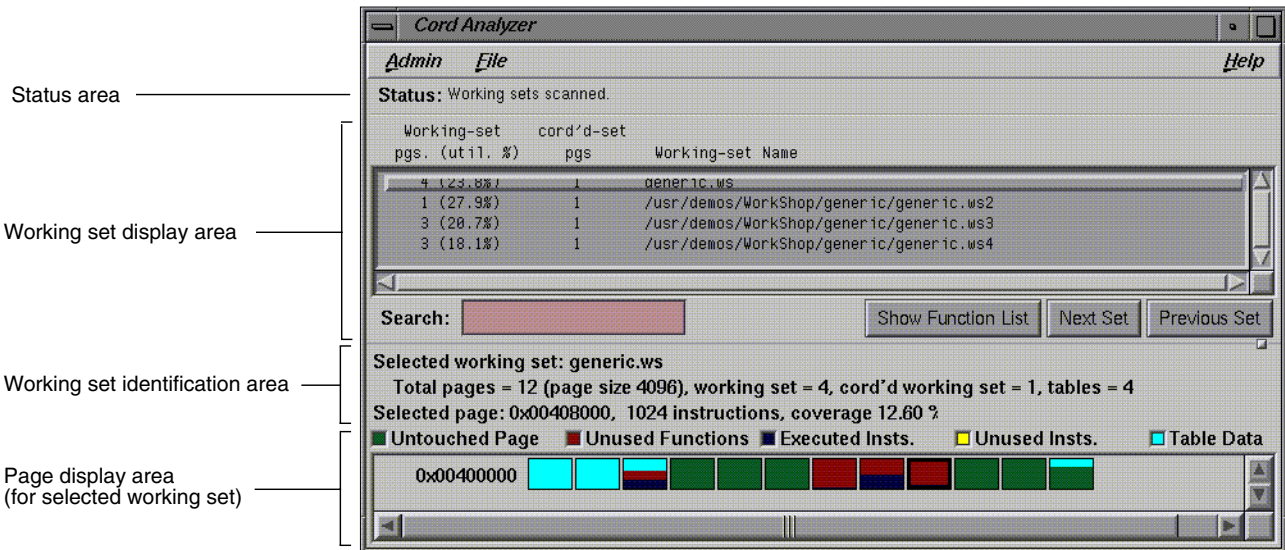 Cord Analyzer
Admin File Help
Status area
Status: Working sets scanned.
Working-set cord'd-set
pgs. (util. %) pgs Working-set Name
4 (23.8%) 1 generic.ws
1 (27.9%) 1 /usr/demos/WorkShop/generic/generic.ws2
3 (20.7%) 1 /usr/demos/WorkShop/generic/generic.ws3
3 (18.1%) 1 /usr/demos/WorkShop/generic/generic.ws4
Working set display area
Search: Show Function List Next Set Previous Set
Selected working set: generic.ws
Working set identification area
Total pages = 12 (page size 4096), working set = 4, cord'd working set = 1, tables = 4
Selected page: 0x00408000, 1024 instructions, coverage 12.60 %
Untouched Page Unused Functions Executed Insts. Unused Insts. Table Data
Page display area
(for selected working set)
0x00400000